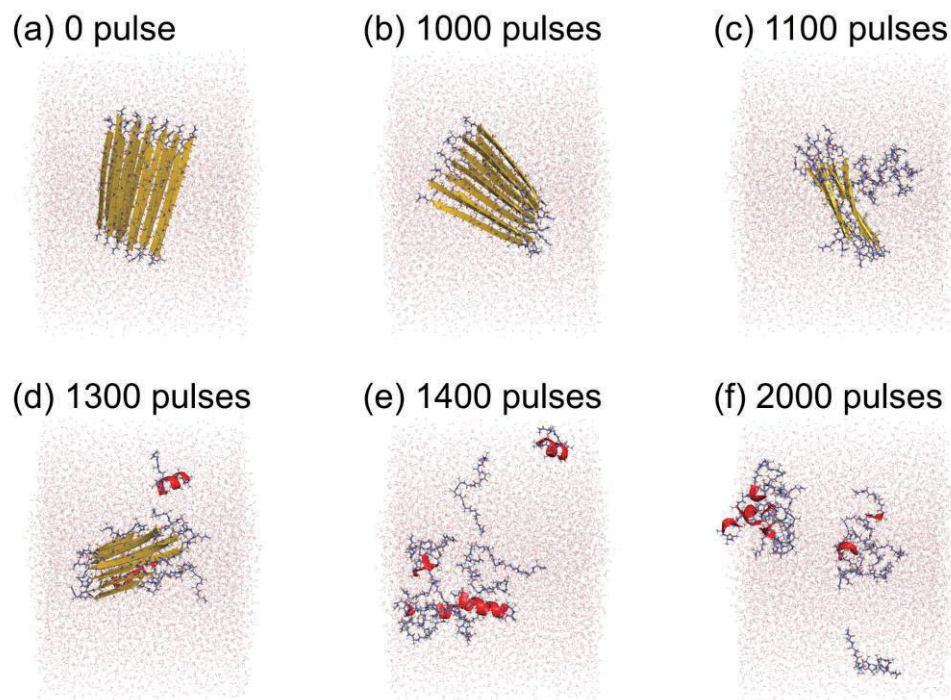 (a) 0 pulse
(b) 1000 pulses
(c) 1100 pulses
(d) 1300 pulses
(e) 1400 pulses
(f) 2000 pulses